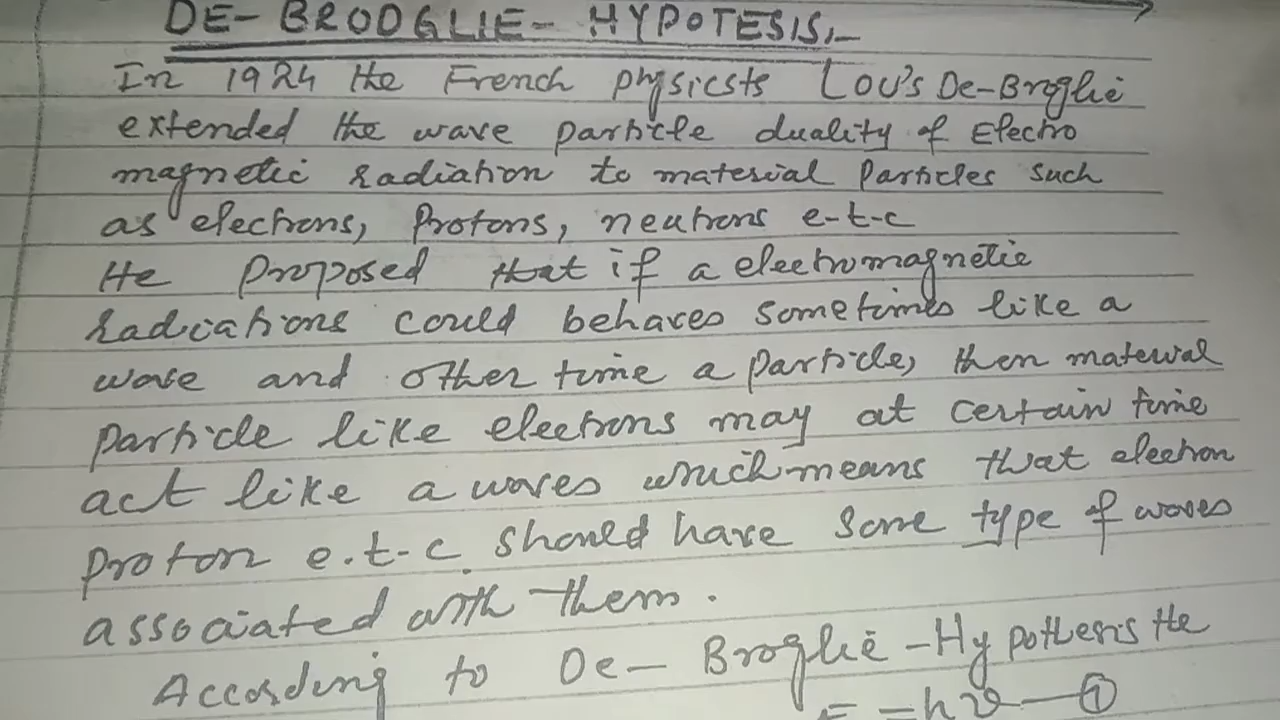 DE- BRODGLIE- HYPOTESIS,-
In 1924 the French physicsts Lou's De-Broglie
extended the wave particle duality of Electro
magnetic radiation to material Particles such
as electrons, Protons, neutrons e-t-c
He proposed that if a electromagnetic
radiations could behaves sometimes like a
wave and other time a particle, then material
particle like electrons may at certain time
act like a waves which means that electron
proton e.t-c. should have some type of waves
associated with them.
According to De- Broglie -Hypothesis the
E = hν —①